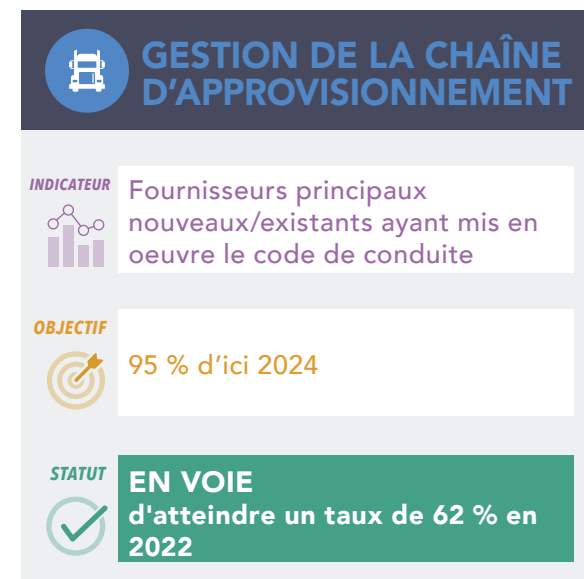 GESTION DE LA CHAÎNE
D’APPROVISIONNEMENT
INDICATEUR
Fournisseurs principaux
nouveaux/existants ayant mis en
oeuvre le code de conduite
OBJECTIF
95 % d’ici 2024
STATUT
EN VOIE
d'atteindre un taux de 62 % en
2022